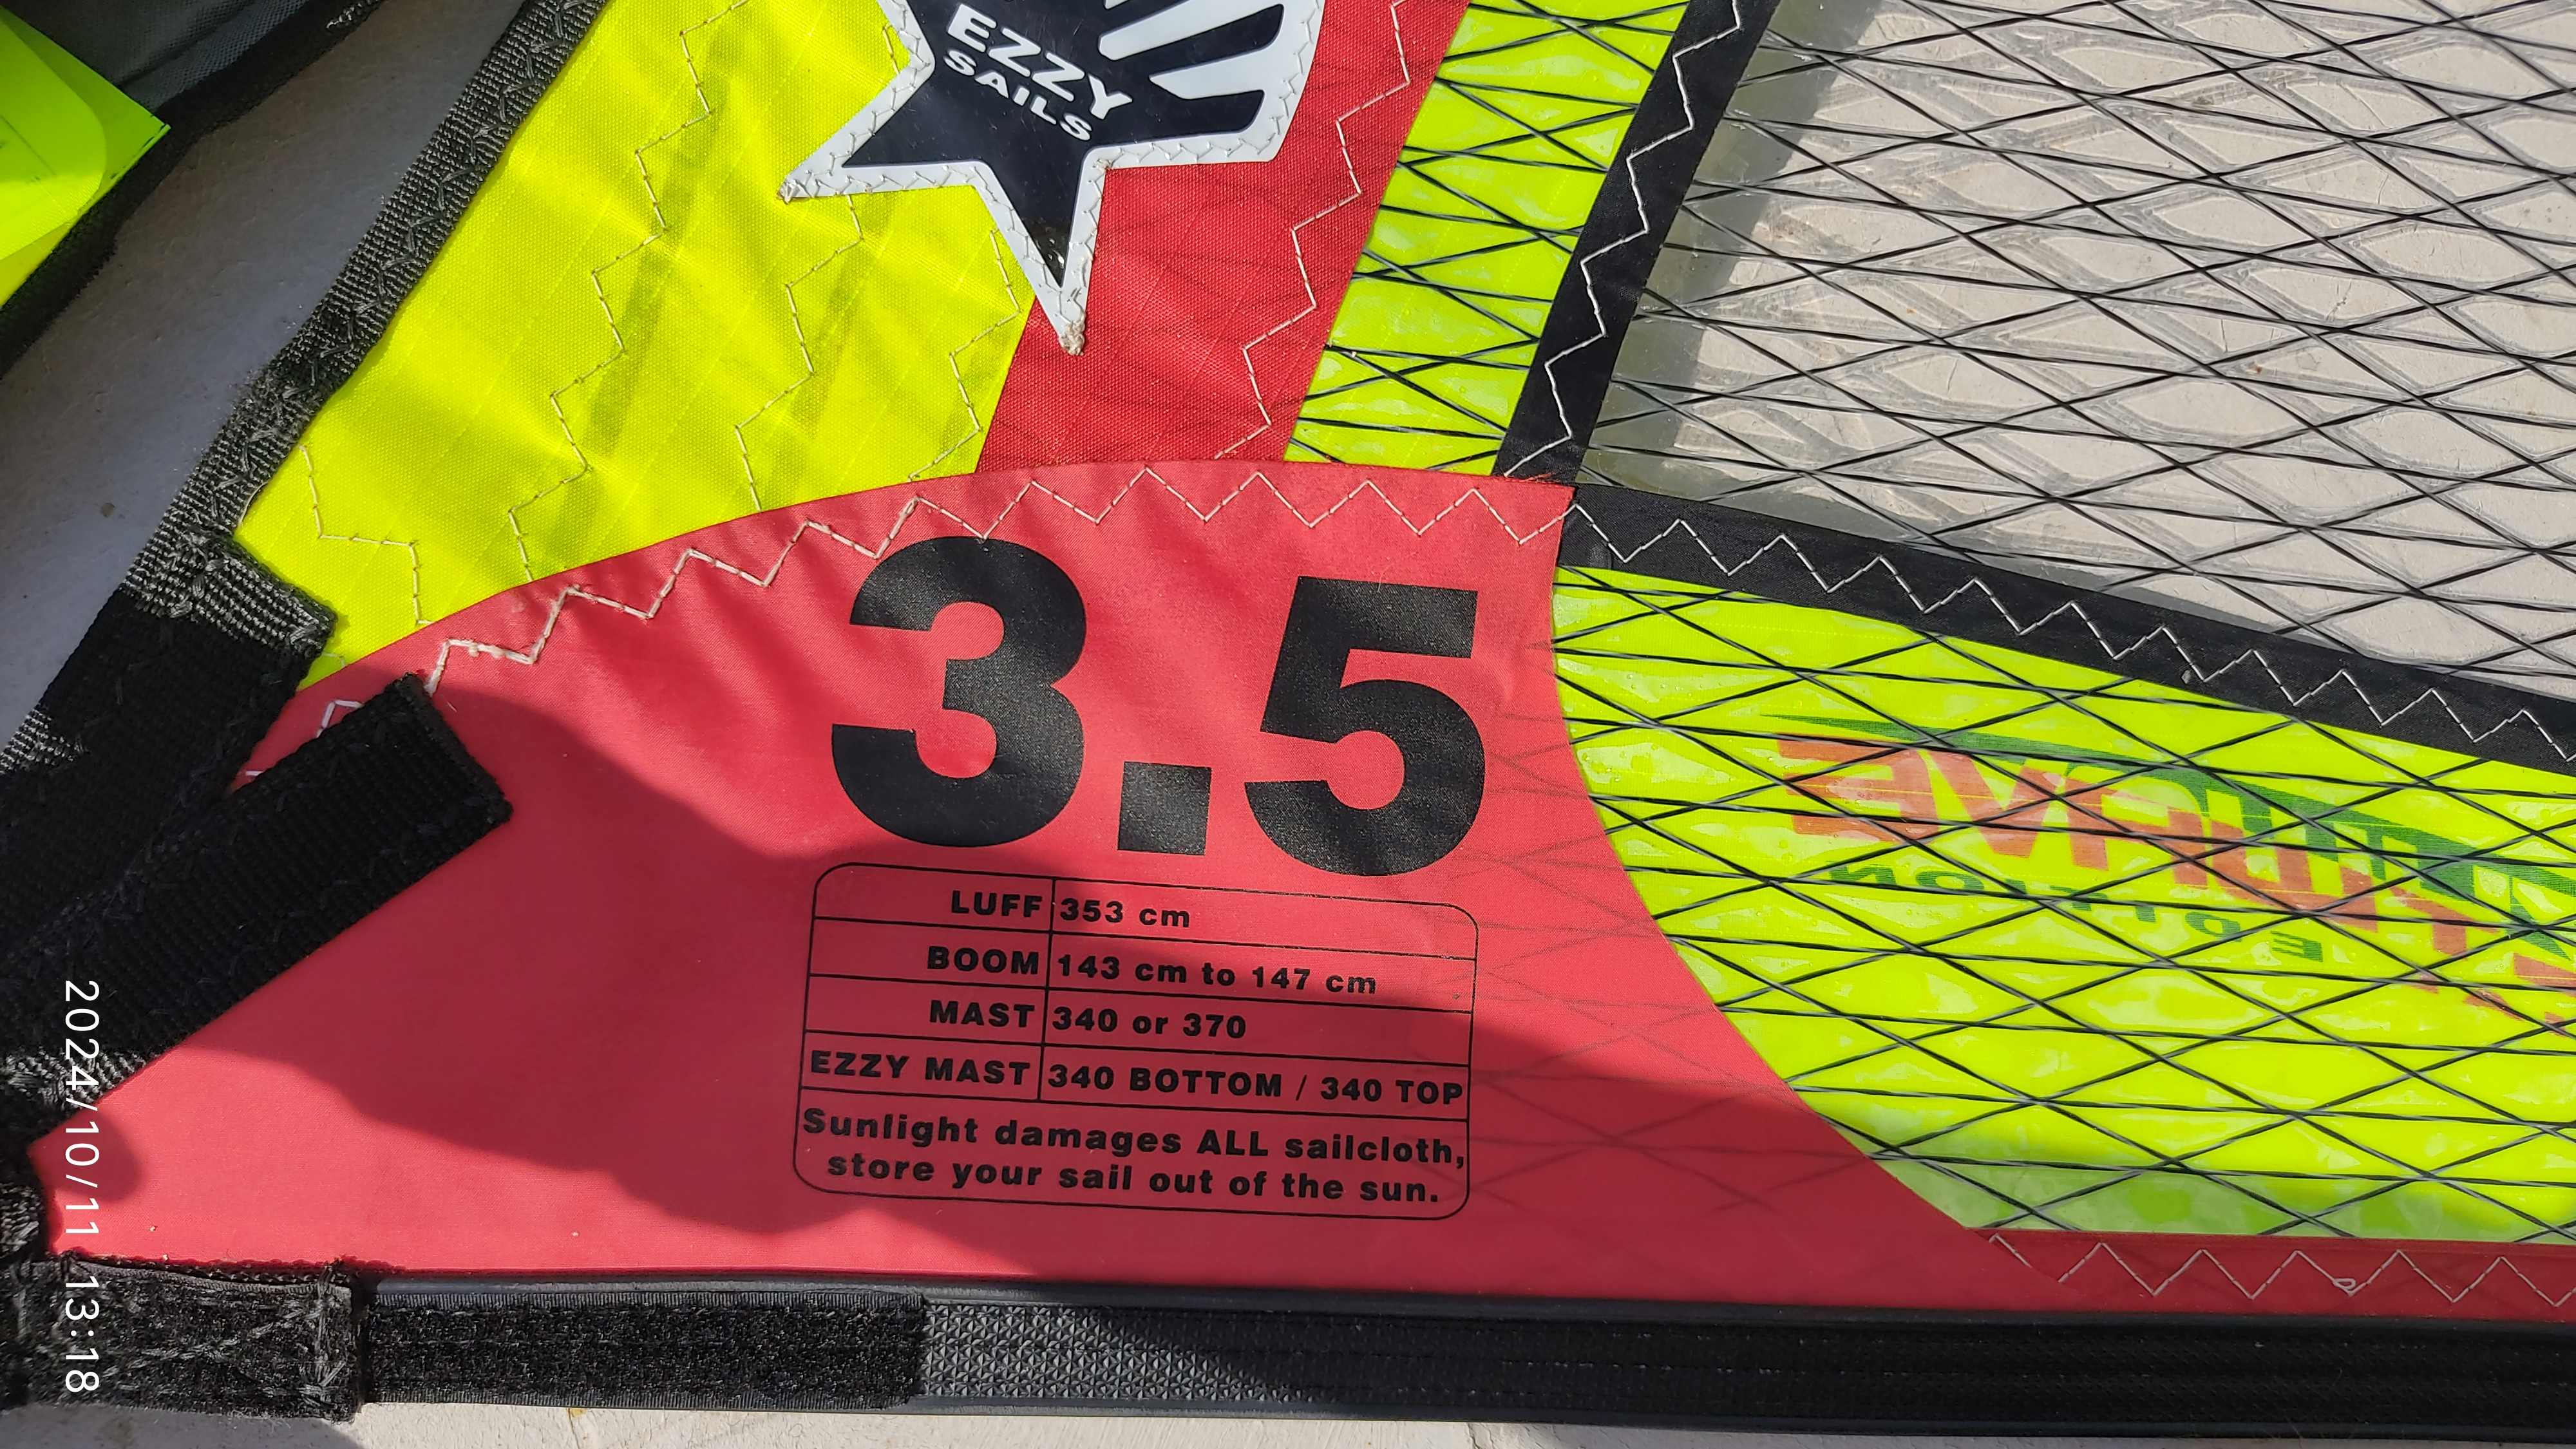 EZZY
SAILS
3.5
LUFF 353 cm
BOOM 143 cm to 147 cm
MAST 340 or 370
EZZY MAST 340 BOTTOM / 340 TOP
Sunlight damages ALL sailcloth,
store your sail out of the sun.
EDITION
2024/10/11 13:18